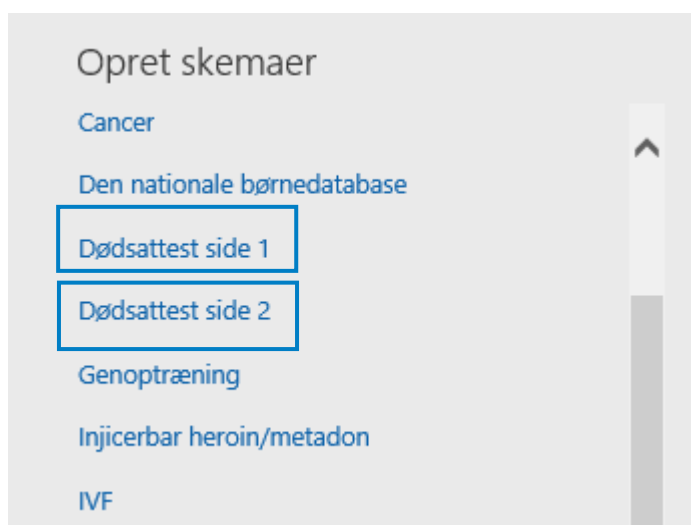 Opret skemaer
Cancer
Den nationale børnedatabase
Dødsattest side 1
Dødsattest side 2
Genoptræning
Injicerbar heroin/metadon
IVF